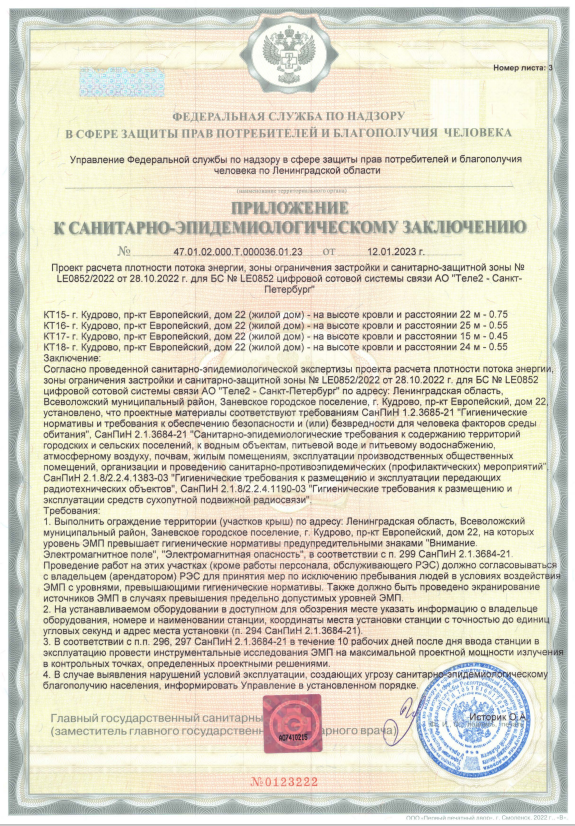 Номер листа: 3
ФЕДЕРАЛЬНАЯ СЛУЖБА ПО НАДЗОРУ
В СФЕРЕ ЗАЩИТЫ ПРАВ ПОТРЕБИТЕЛЕЙ И БЛАГОПОЛУЧИЯ ЧЕЛОВЕКА
Управление Федеральной службы по надзору в сфере защиты прав потребителей и благополучия
человека по Ленинградской области
(наименование территориального органа)
ПРИЛОЖЕНИЕ
К САНИТАРНО-ЭПИДЕМИОЛОГИЧЕСКОМУ ЗАКЛЮЧЕНИЮ
№ 47.01.02.000.Т.000036.01.23 от 12.01.2023 г.
Проект расчета плотности потока энергии, зоны ограничения застройки и санитарно-защитной зоны №
LE0852/2022 от 28.10.2022 г. для БС № LE0852 цифровой сотовой системы связи АО "Теле2 - Санкт-
Петербург"
КТ15- г. Кудрово, пр-кт Европейский, дом 22 (жилой дом) - на высоте кровли и расстоянии 22 м - 0.75
КТ16- г. Кудрово, пр-кт Европейский, дом 22 (жилой дом) - на высоте кровли и расстоянии 25 м - 0.55
КТ17- г. Кудрово, пр-кт Европейский, дом 22 (жилой дом) - на высоте кровли и расстоянии 15 м - 0.45
КТ18- г. Кудрово, пр-кт Европейский, дом 22 (жилой дом) - на высоте кровли и расстоянии 24 м - 0.55
Заключение:
Согласно проведенной санитарно-эпидемиологической экспертизы проект расчета плотности потока энергии,
зоны ограничения застройки и санитарно-защитной зоны № LE0852/2022 от 28.10.2022 г. для БС № LE0852
цифровой сотовой системы связи АО "Теле2 - Санкт-Петербург" по адресу: Ленинградская область,
Всеволожский муниципальный район, Заневское городское поселение, г. Кудрово, пр-кт Европейский, дом 22,
установлено, что проектные материалы соответствуют требованиям СанПиН 1.2.3685-21 "Гигиенические
нормативы и требования к обеспечению безопасности и (или) безвредности для человека факторов среды
обитания", СанПиН 2.1.3684-21 "Санитарно-эпидемиологические требования к содержанию территорий
городских и сельских поселений, к водным объектам, питьевой воде и питьевому водоснабжению,
атмосферному воздуху, почвам, жилым помещениям, эксплуатации производственных общественных
помещений, организации и проведению санитарно-противоэпидемических (профилактических) мероприятий",
СанПиН 2.1.8/2.2.4.1383-03 "Гигиенические требования к размещению и эксплуатации передающих
радиотехнических объектов", СанПиН 2.1.8/2.2.4.1190-03 "Гигиенические требования к размещению и
эксплуатации средств сухопутной подвижной радиосвязи"
Требования:
1. Выполнить ограждение территории (участков крыш) по адресу: Ленинградская область, Всеволожский
муниципальный район, Заневское городское поселение, г. Кудрово, пр-кт Европейский, дом 22, на которых
уровень ЭМП превышает гигиенические нормативы предупредительными знаками "Внимание
Электромагнитное поле", "Электромагнитная опасность", в соответствии с п. 299 СанПиН 2.1.3684-21.
Проведение работ на этих участках (кроме работы персонала, обслуживающего РЭС) должно согласовываться
с владельцем (арендатором) РЭС для принятия мер по исключению пребывания людей в условиях воздействия
ЭМП с уровнями, превышающими гигиенические нормативы. Также должны быть проведено экранирование
источников ЭМП в случаях превышения предельно допустимых уровней ЭМП.
2. На устанавливаемом оборудовании в доступном для обозрения месте указать информацию о владельце
оборудования, номере и наименовании станции, координаты места установки станции с точностью до единиц
угловых секунд и адрес места установки (п. 294 СанПиН 2.1.3684-21).
3. В соответствии с п.п. 296, 297 СанПиН 2.1.3684-21 в течение 10 рабочих дней после дня ввода станции в
эксплуатацию провести инструментальные исследования ЭМП на максимальной проектной мощности излучения
в контрольных точках, определенных проектными решениями.
4. В случае выявления нарушений условий эксплуатации, создающих угрозу санитарно-эпидемиологическому
благополучию населения, информировать Управление в установленном порядке.
Главный государственный санитарный
(заместитель главного государственного санитарного врача)
Историк О.А.
АС7410215
№0123222